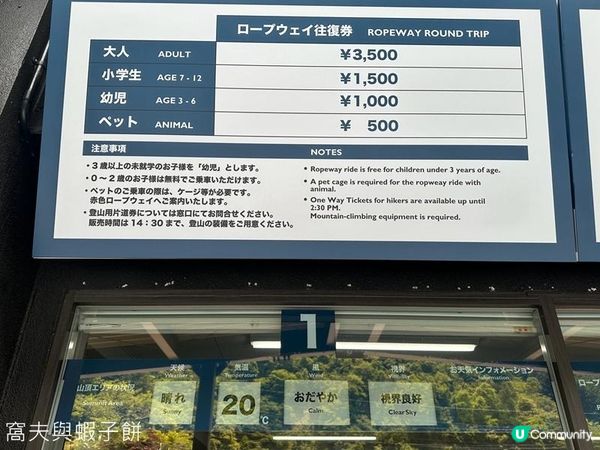 ロープウェイ往復券 ROPEWAY ROUND TRIP
大人 ADULT ¥3,500
小学生 AGE 7 - 12 ¥1,500
幼児 AGE 3 - 6 ¥1,000
ペット ANIMAL ¥ 500
注意事項
・3歳以上の未就学のお子様を「幼児」とします。
・0～2歳のお子様は無料でご乗車いただけます。
・ペットのご乗車の際は、ケージ等が必要です。
赤色ロープウェイへご案内いたします。
・登山用片道券については窓口にてお問合せください。
販売時間は14：30まで、登山の装備をご用意ください。
NOTES
• Ropeway ride is free for children under 3 years of age.
• A pet cage is required for the ropweay ride with
animal.
• One Way Tickets for hikers are available up until
2:30 PM.
Mountain-climbing equipment is required.
1
天候 気温 風 視界 お天気インフォメーション
Weather Temperature Wind Information
山頂エリアの状況 晴れ 20 おだやか 視界良好
Summit Area Sunny ℃ Calm Clear Sky
窩夫與蝦子餅
U Community